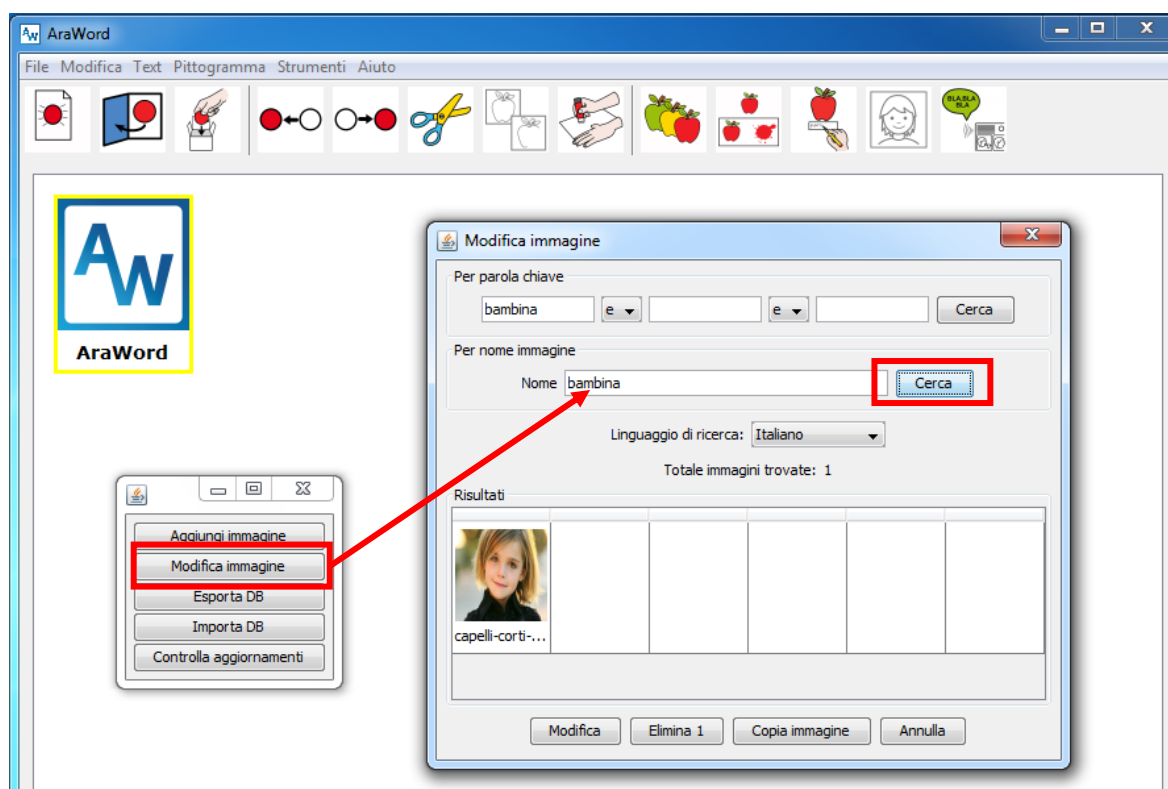 AraWord
File Modifica Text Pittogramma Strumenti Aiuto
BLABLA
BLA
AW
AraWord
Aggiungi immagine
Modifica immagine
Esporta DB
Importa DB
Controlla aggiornamenti
Modifica immagine
Per parola chiave
bambina e e Cerca
Per nome immagine
Nome bambina Cerca
Linguaggio di ricerca: Italiano
Totale immagini trovate: 1
Risultati
capelli-corti-...
Modifica Elimina 1 Copia immagine Annulla